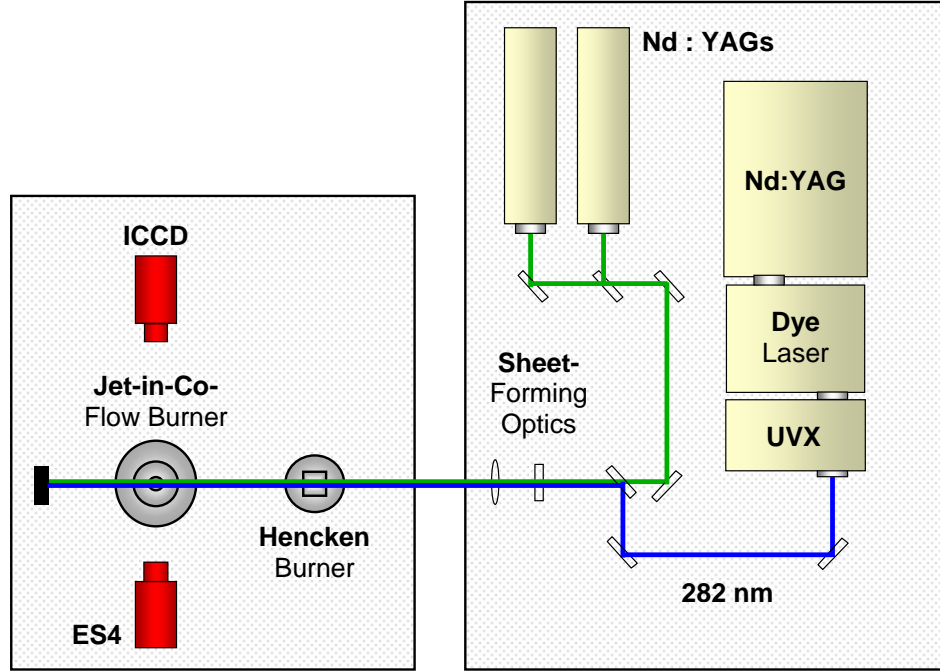 Nd : YAGs
Nd:YAG
ICCD
Dye
Laser
Sheet-
Forming
Optics
Jet-in-Co-
Flow Burner
UVX
Hencken
Burner
282 nm
ES4